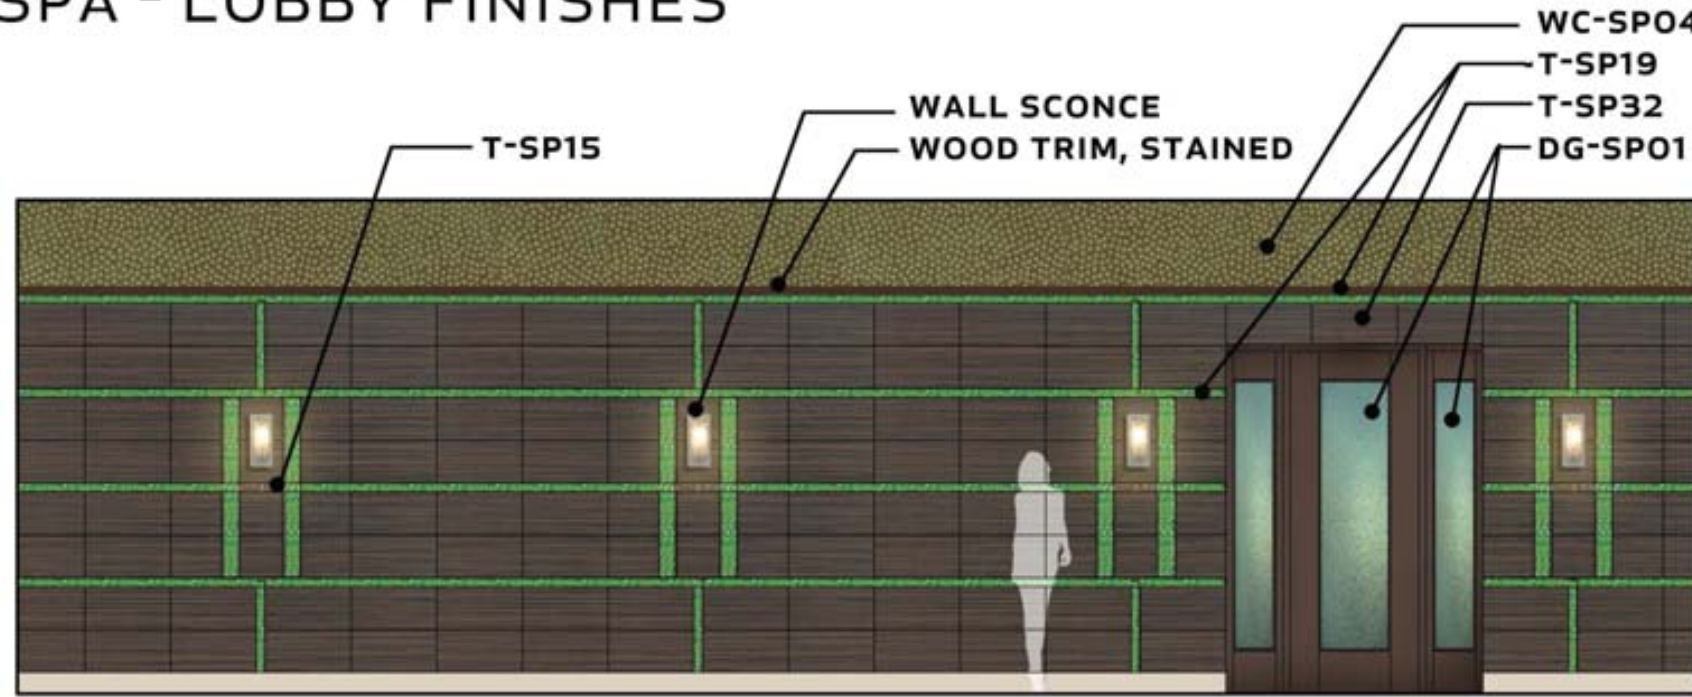 SPA - LOBBY FINISHES
WC-SP04
T-SP19
WALL SCONCE
T-SP32
T-SP15
WOOD TRIM, STAINED
DG-SP01